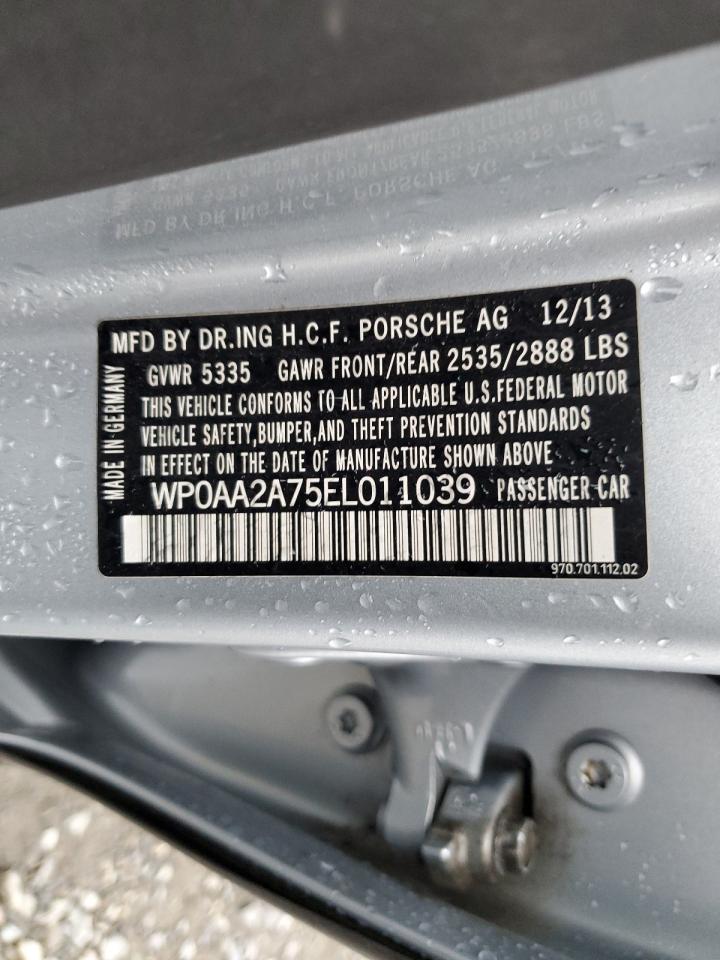 MFD BY DR.ING H.C.F. PORSCHE AG 12/13
GVWR 5335 GAWR FRONT/REAR 2535/2888 LBS
THIS VEHICLE CONFORMS TO ALL APPLICABLE U.S.FEDERAL MOTOR
VEHICLE SAFETY,BUMPER,AND THEFT PREVENTION STANDARDS
IN EFFECT ON THE DATE OF MANUFACTURE SHOWN ABOVE
WP0AA2A75EL011039 PASSENGER CAR
970.701.112.02
MADE IN GERMANY